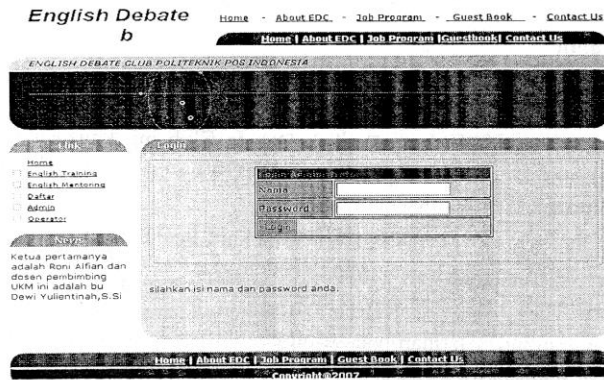 English Debate
b
Home - About EDC - Job Program - Guest Book - Contact Us
Home | About EDC | Job Program |Guestbook| Contact Us
ENGLISH DEBATE CLUB POLITEKNIK POS INDONESIA
Link
Home
English Training
English Mentoring
Daftar
Admin
Operator
News
Ketua pertamanya
adalah Roni Alfian dan
dosen pembimbing
UKM ini adalah bu
Dewi Yulientinah,S.Si
Login
Nama
Password
Login
silahkan isi nama dan password anda.
Home | About EDC | Job Program | Guest Book | Contact Us
Copyright@2007